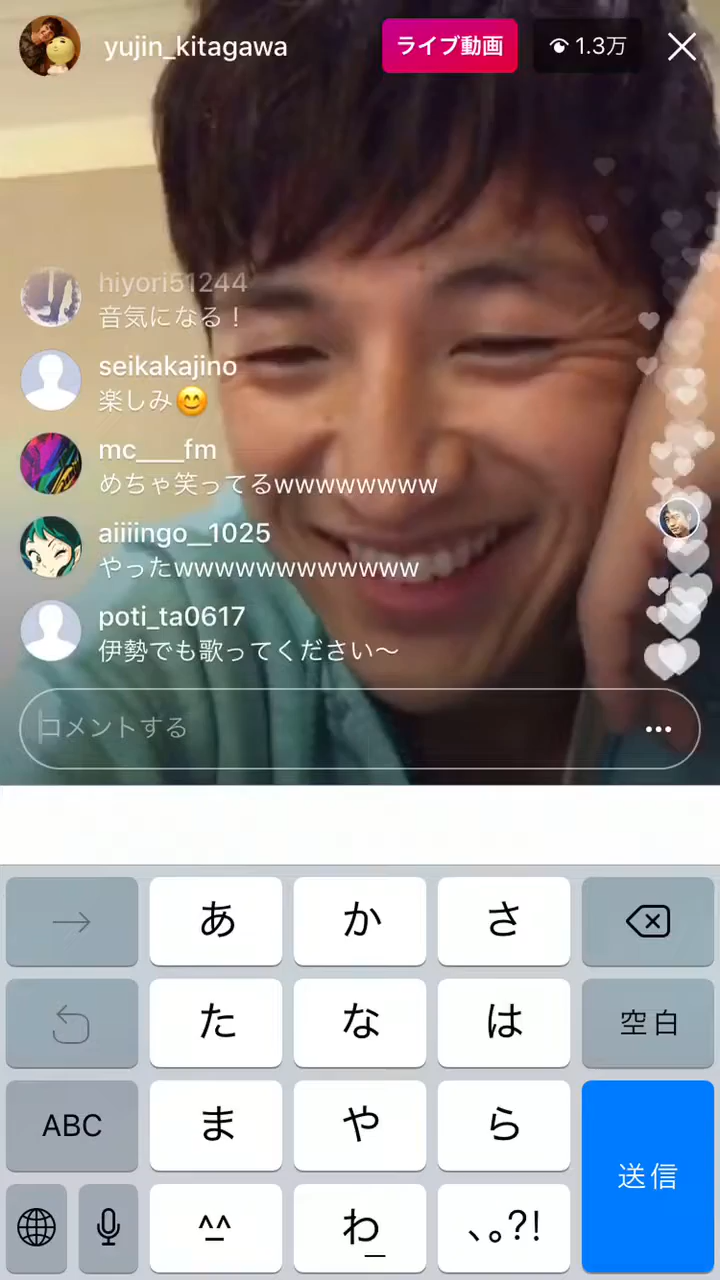 yujin_kitagawa
ライブ動画
1.3万
hiyori51244
音気になる！
seikakajino
楽しみ😊
mc____fm
めちゃ笑ってるwwwwwwww
aiiiingo__1025
やったwwwwwwwwwwww
poti_ta0617
伊勢でも歌ってください〜
コメントする
→ あ か さ
た な は 空白
ABC ま や ら
^_^ わ 、。?! 送信